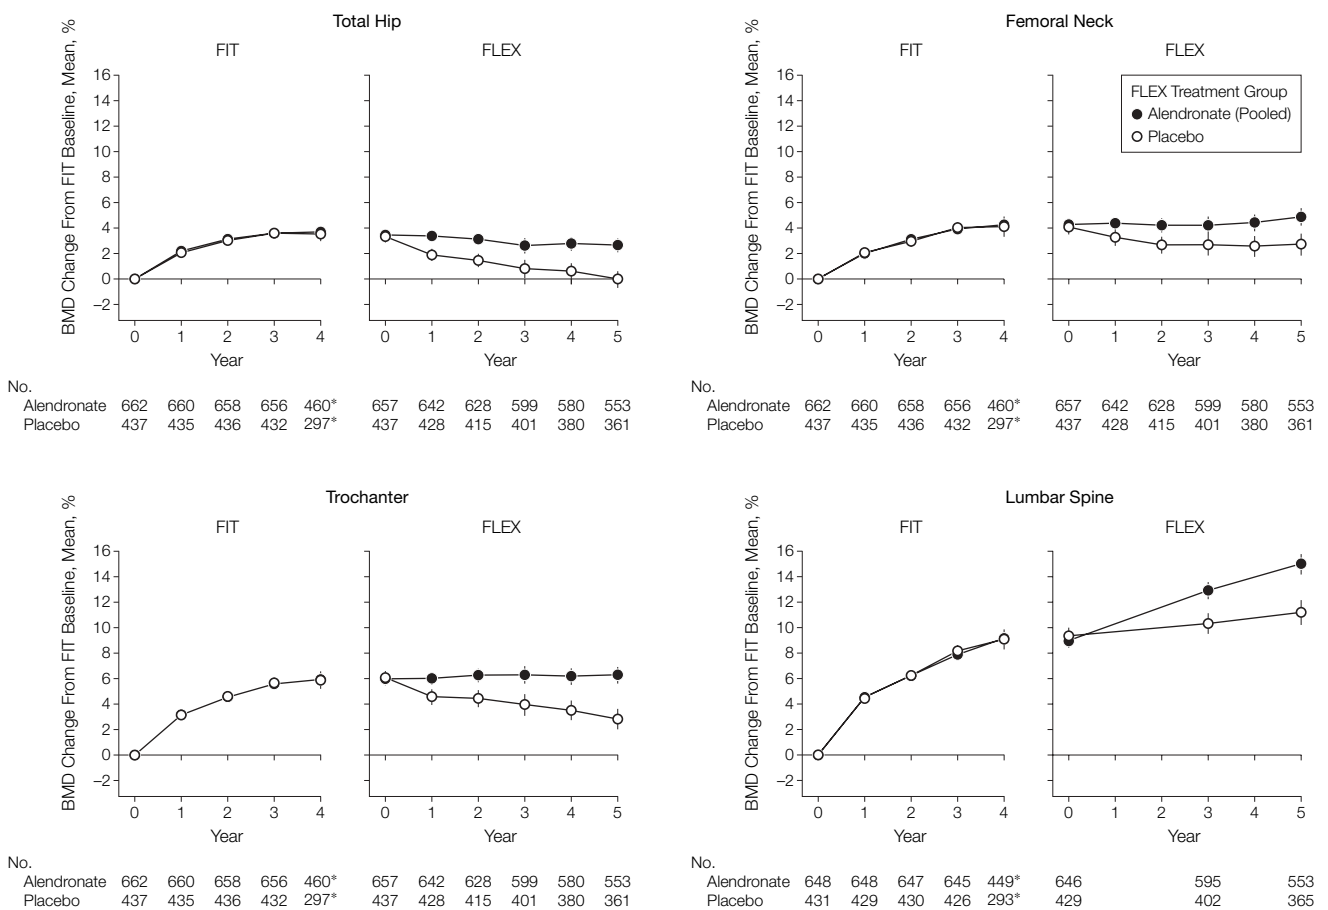 Total Hip
FIT
FLEX
BMD Change From FIT Baseline, Mean, %
16
14
12
10
8
6
4
2
0
–2
0 1 2 3 4
0 1 2 3 4 5
Year
Year
No.
Alendronate 662 660 658 656 460* 657 642 628 599 580 553
Placebo 437 435 436 432 297* 437 428 415 401 380 361
Femoral Neck
FIT
FLEX
BMD Change From FIT Baseline, Mean, %
16
14
12
10
8
6
4
2
0
–2
FLEX Treatment Group
Alendronate (Pooled)
Placebo
0 1 2 3 4
0 1 2 3 4 5
Year
Year
No.
Alendronate 662 660 658 656 460* 657 642 628 599 580 553
Placebo 437 435 436 432 297* 437 428 415 401 380 361
Trochanter
FIT
FLEX
BMD Change From FIT Baseline, Mean, %
16
14
12
10
8
6
4
2
0
–2
0 1 2 3 4
0 1 2 3 4 5
Year
Year
No.
Alendronate 662 660 658 656 460* 657 642 628 599 580 553
Placebo 437 435 436 432 297* 437 428 415 401 380 361
Lumbar Spine
FIT
FLEX
BMD Change From FIT Baseline, Mean, %
16
14
12
10
8
6
4
2
0
–2
0 1 2 3 4
0 1 2 3 4 5
Year
Year
No.
Alendronate 648 648 647 645 449* 646 595 553
Placebo 431 429 430 426 293* 429 402 365